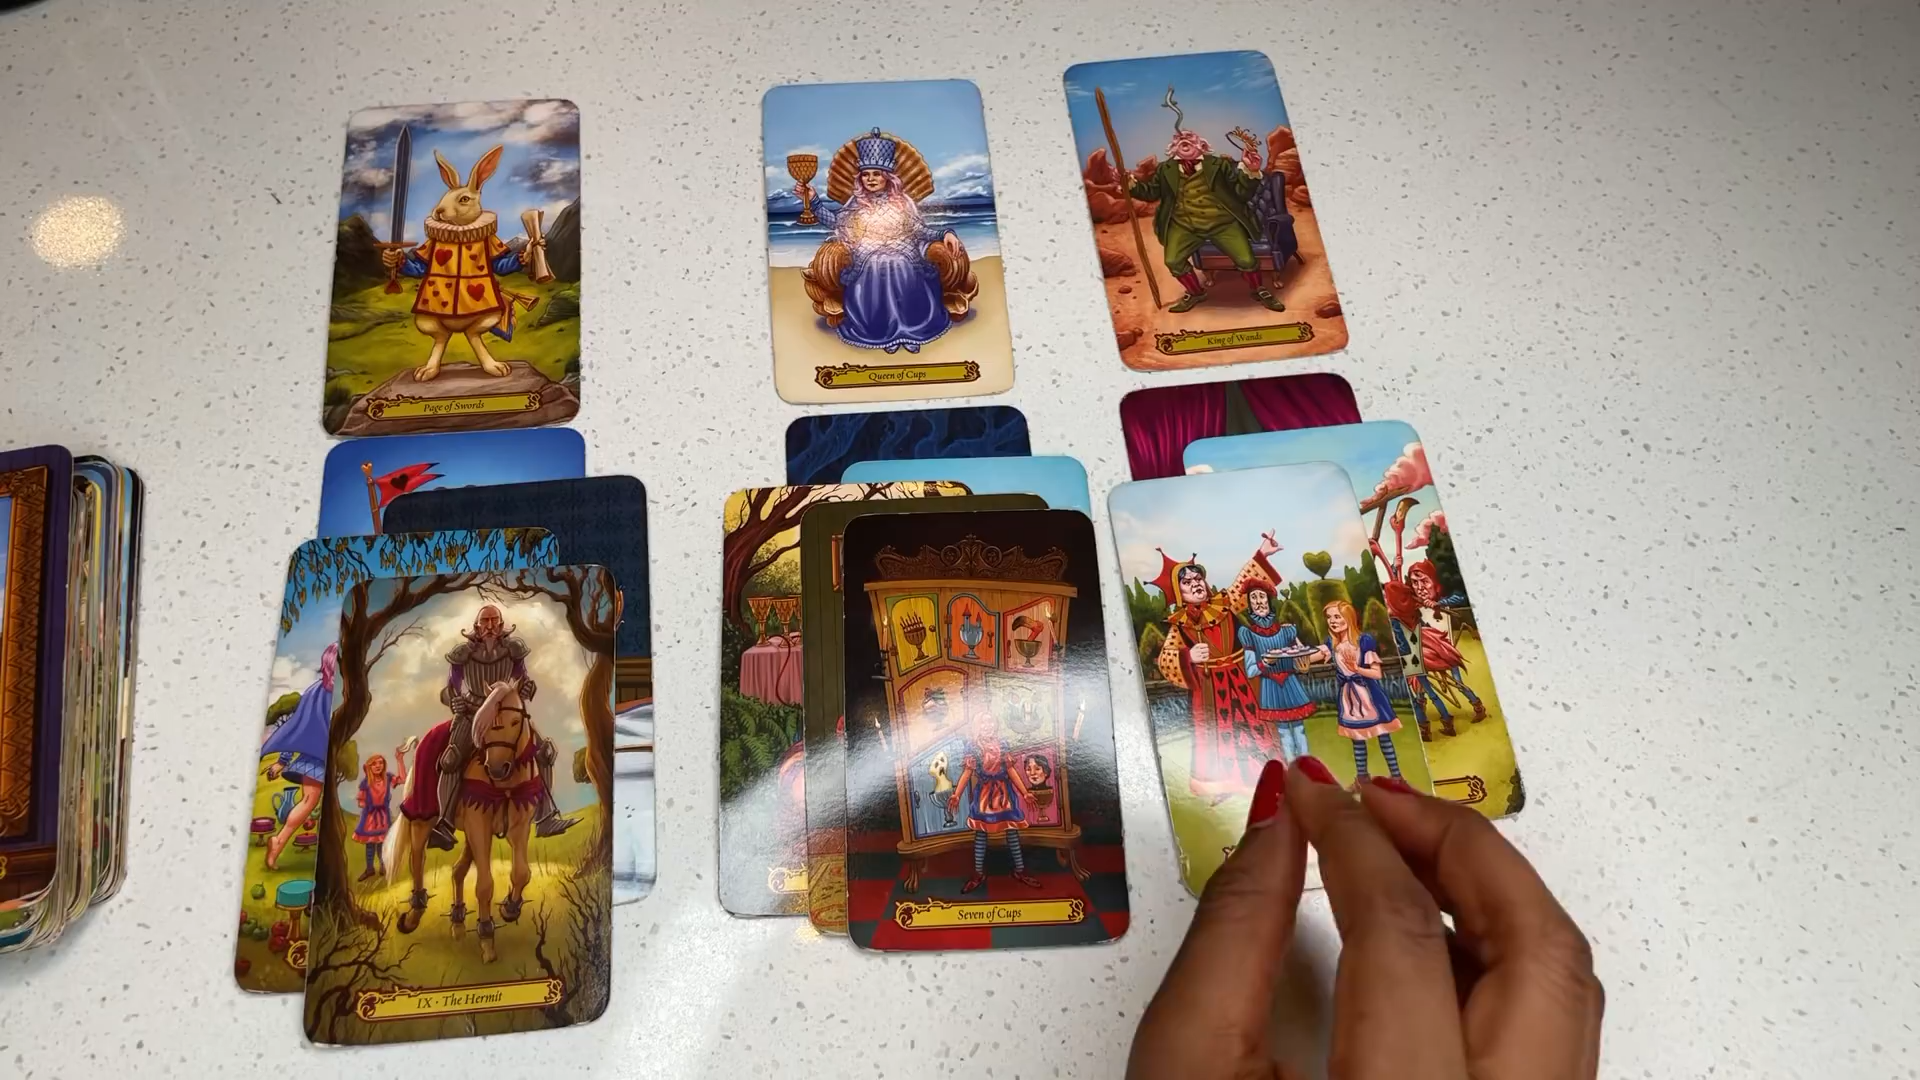 Page of Swords
Queen of Cups
King of Wands
IX · The Hermit
Seven of Cups